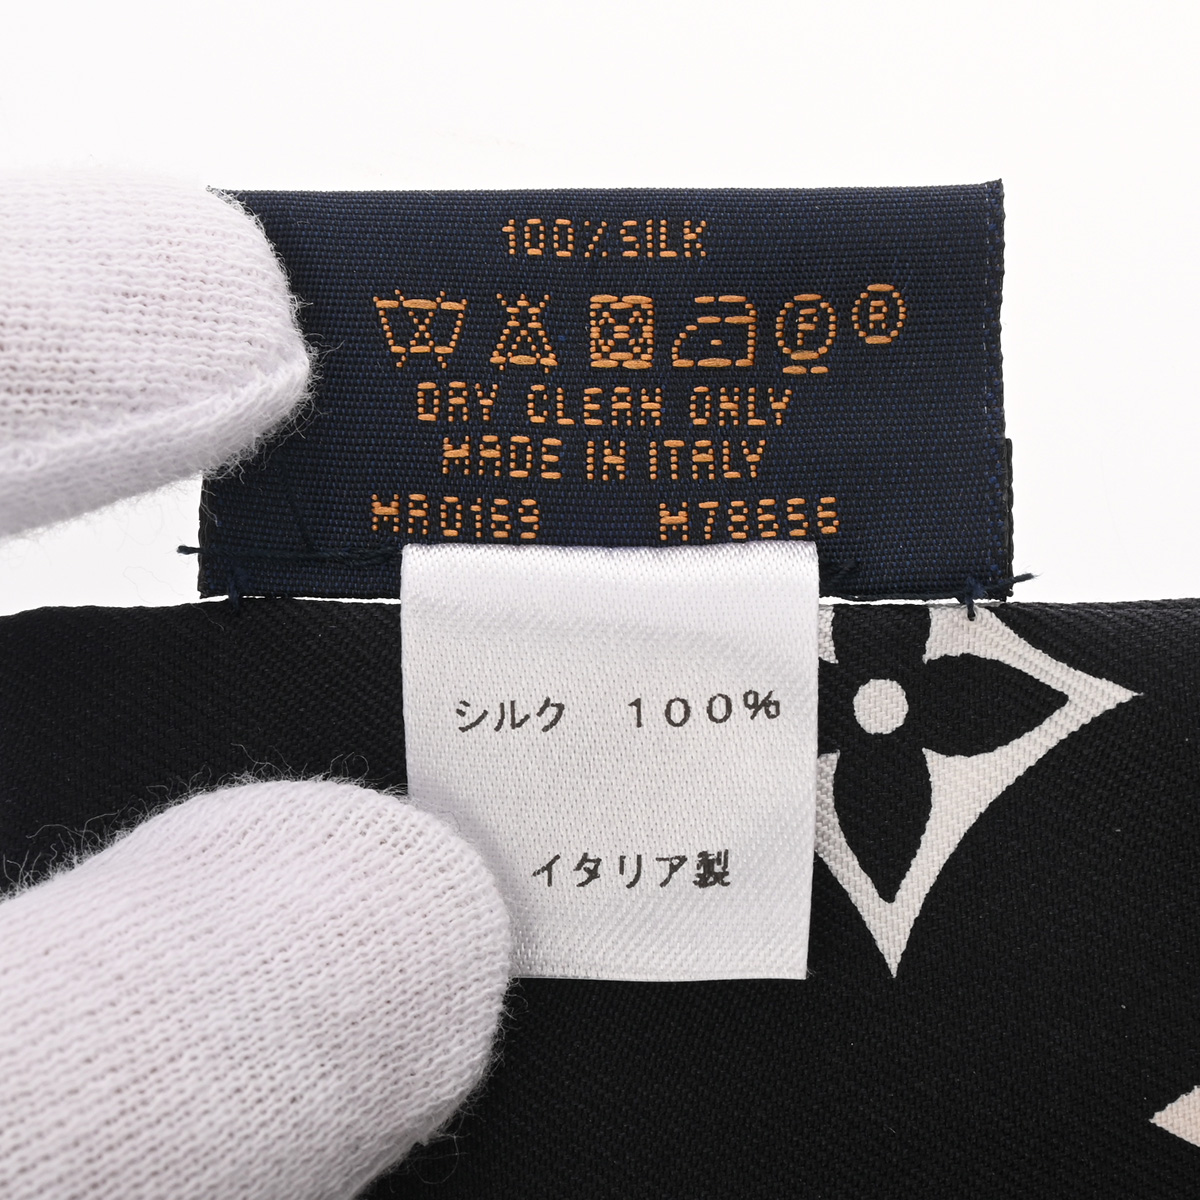 100% SILK
P R
DRY CLEAN ONLY
MADE IN ITALY
MR0169 M78656
シルク 100%
イタリア製